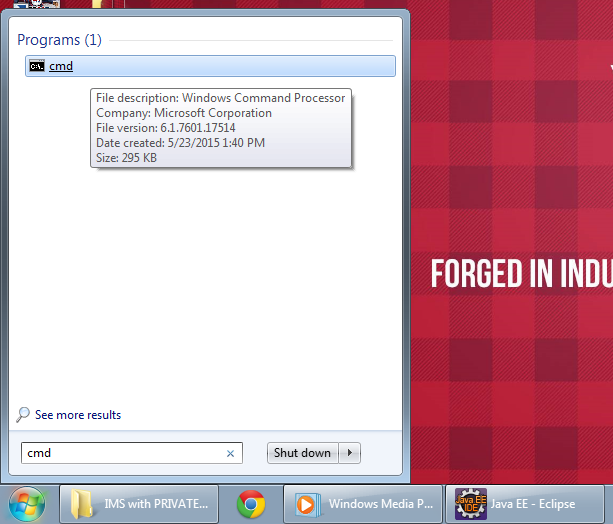 Programs (1)
C:\.
cmd
File description: Windows Command Processor
Company: Microsoft Corporation
File version: 6.1.7601.17514
Date created: 5/23/2015 1:40 PM
Size: 295 KB
FORGED IN INDU
See more results
cmd
Shut down
IMS with PRIVATE...
Windows Media P...
Java EE
IDE
Java EE - Eclipse